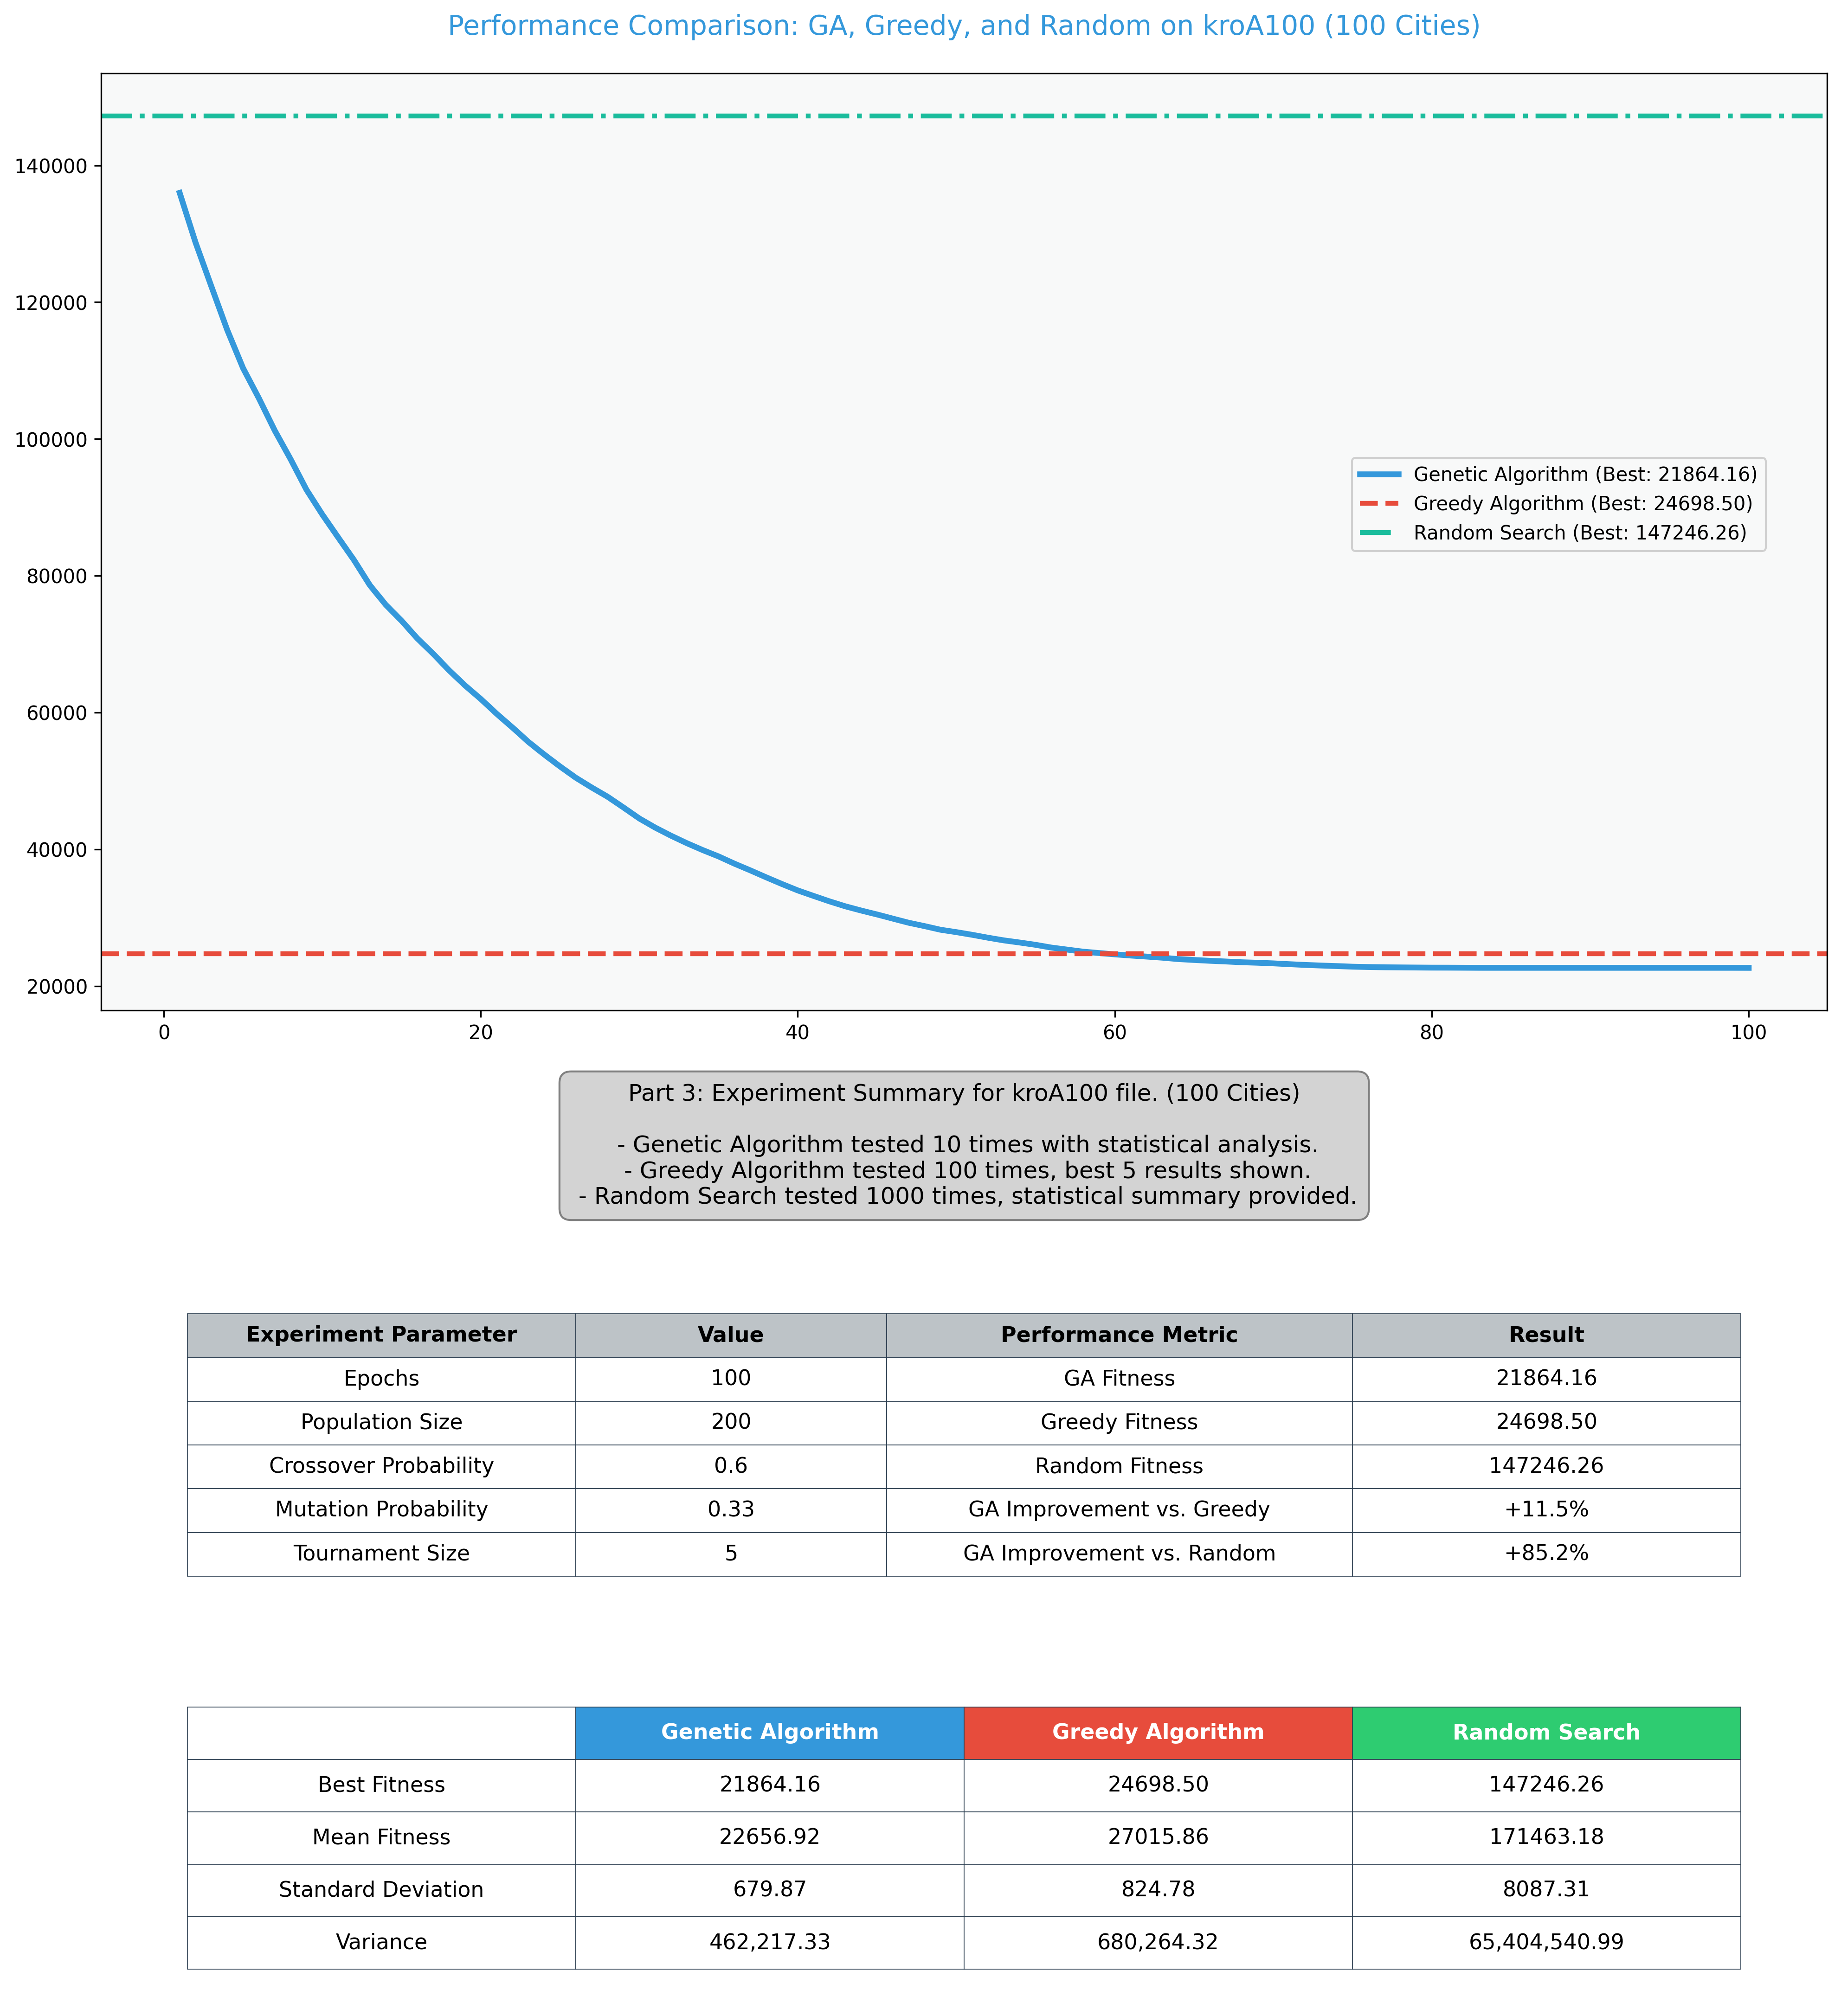 Performance Comparison: GA, Greedy, and Random on kroA100 (100 Cities)
140000
120000
100000
80000
60000
40000
20000
Genetic Algorithm (Best: 21864.16)
Greedy Algorithm (Best: 24698.50)
Random Search (Best: 147246.26)
0 20 40 60 80 100
Part 3: Experiment Summary for kroA100 file. (100 Cities)
- Genetic Algorithm tested 10 times with statistical analysis.
- Greedy Algorithm tested 100 times, best 5 results shown.
- Random Search tested 1000 times, statistical summary provided.
Experiment Parameter Value Performance Metric Result
Epochs 100 GA Fitness 21864.16
Population Size 200 Greedy Fitness 24698.50
Crossover Probability 0.6 Random Fitness 147246.26
Mutation Probability 0.33 GA Improvement vs. Greedy +11.5%
Tournament Size 5 GA Improvement vs. Random +85.2%
Genetic Algorithm Greedy Algorithm Random Search
Best Fitness 21864.16 24698.50 147246.26
Mean Fitness 22656.92 27015.86 171463.18
Standard Deviation 679.87 824.78 8087.31
Variance 462,217.33 680,264.32 65,404,540.99